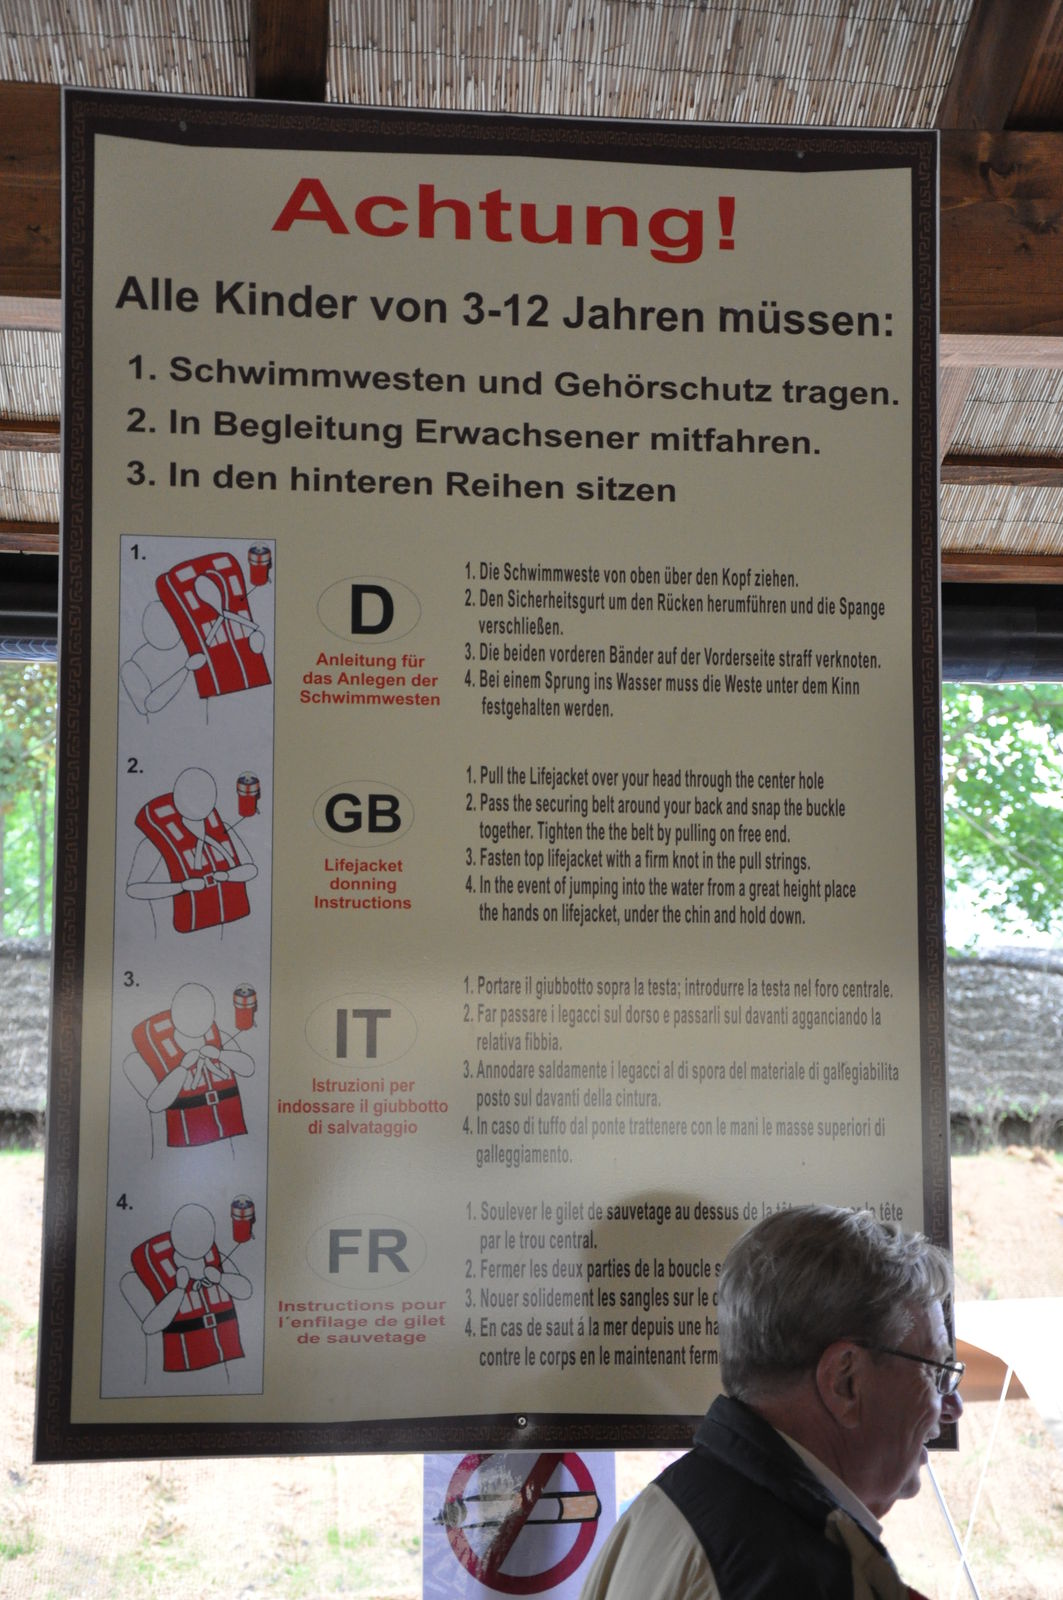 Achtung!
Alle Kinder von 3-12 Jahren müssen:
1. Schwimmwesten und Gehörschutz tragen.
2. In Begleitung Erwachsener mitfahren.
3. In den hinteren Reihen sitzen
1.
D
Anleitung für
das Anlegen der
Schwimmwesten
1. Die Schwimmweste von oben über den Kopf ziehen.
2. Den Sicherheitsgurt um den Rücken herumführen und die Spange
verschließen.
3. Die beiden vorderen Bänder auf der Vorderseite straff verknoten.
4. Bei einem Sprung ins Wasser muss die Weste unter dem Kinn
festgehalten werden.
2.
GB
Lifejacket
donning
Instructions
1. Pull the Lifejacket over your head through the center hole
2. Pass the securing belt around your back and snap the buckle
together. Tighten the the belt by pulling on free end.
3. Fasten top lifejacket with a firm knot in the pull strings.
4. In the event of jumping into the water from a great height place
the hands on lifejacket, under the chin and hold down.
3.
IT
Istruzioni per
indossare il giubbotto
di salvataggio
1. Portare il giubbotto sopra la testa; introdurre la testa nel foro centrale.
2. Far passare i legacci sul dorso e passarli sul davanti agganciando la
relativa fibbia.
3. Annodare saldamente i legacci al di spora del materiale di gallegiabilita
posto sul davanti della cintura.
4. In caso di tuffo dal ponte trattenere con le mani le masse superiori di
galleggiamento.
4.
FR
Instructions pour
l´enfilage de gilet
de sauvetage
1. Soulever le gilet de sauvetage au dessus de la la tête
par le trou central.
2. Fermer les deux parties de la boucle
3. Nouer solidement les sangles sur le
4. En cas de saut á la mer depuis une
contre le corps en le maintenant